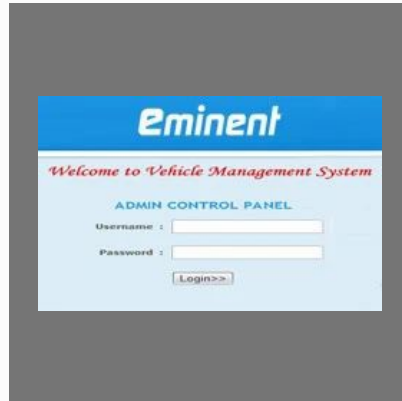 eminent
Welcome to Vehicle Management System
ADMIN CONTROL PANEL
Username :
Password :
Login>>